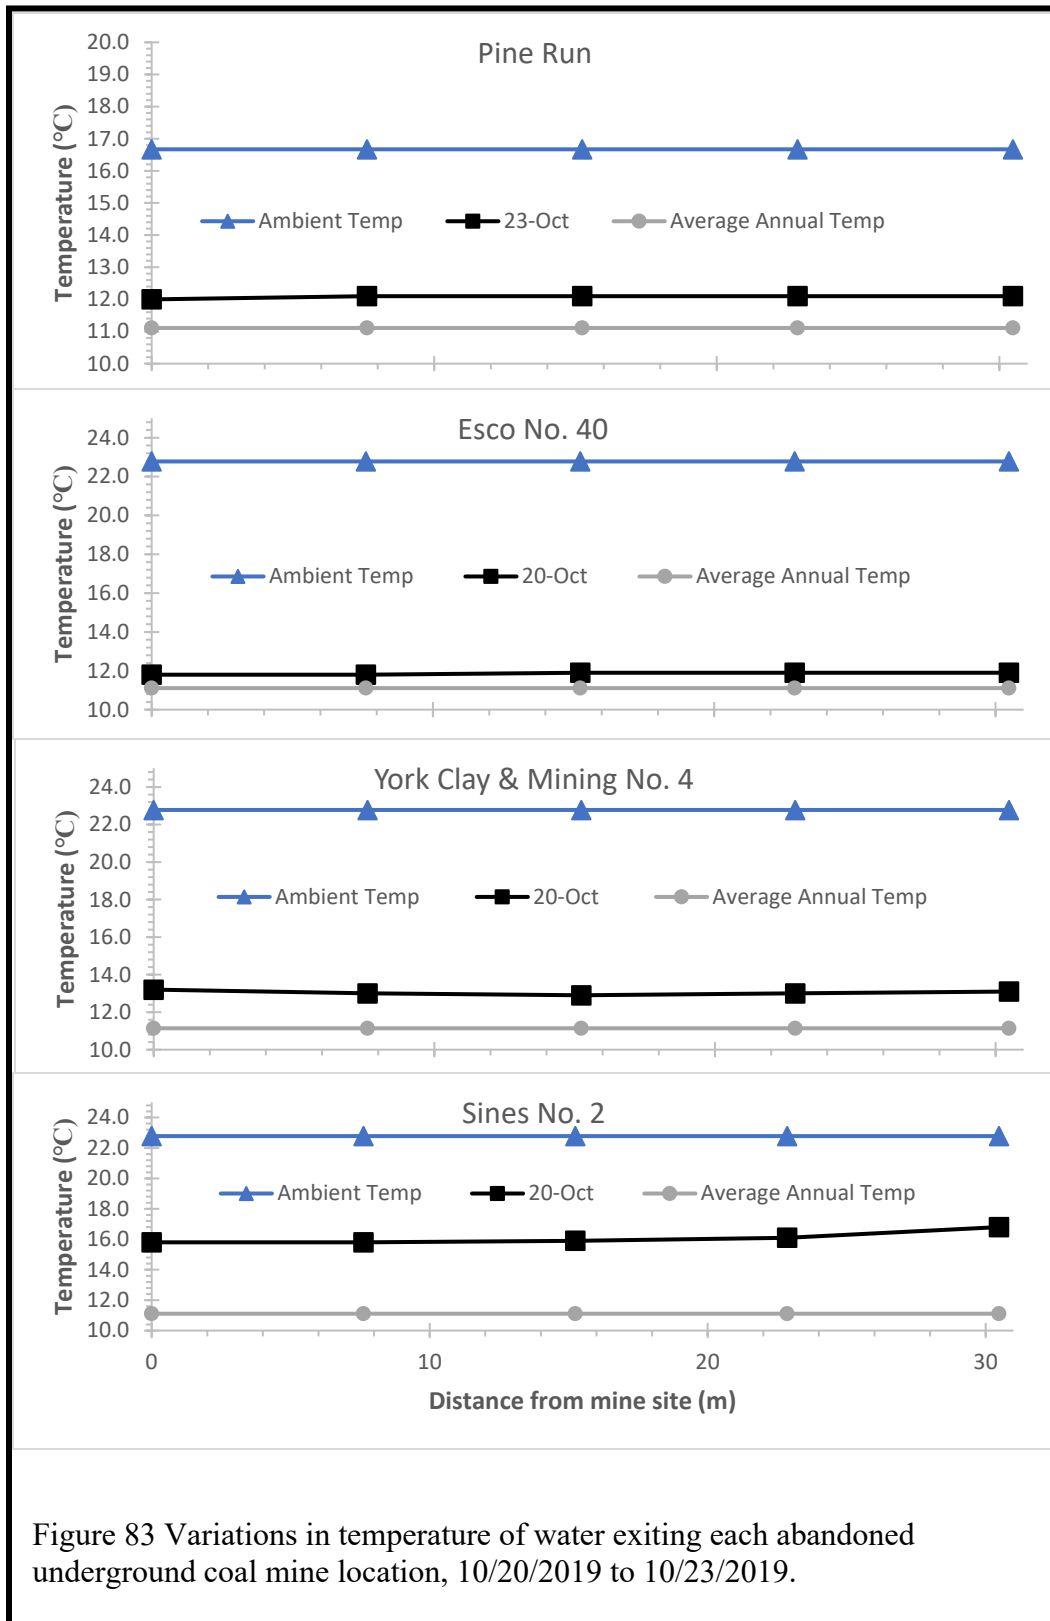 Pine Run
20.0
19.0
18.0
17.0
16.0
15.0
14.0
13.0
12.0
11.0
10.0
Temperature (°C)
Ambient Temp 23-Oct Average Annual Temp
Esco No. 40
24.0
22.0
20.0
18.0
16.0
14.0
12.0
10.0
Temperature (°C)
Ambient Temp 20-Oct Average Annual Temp
York Clay & Mining No. 4
24.0
22.0
20.0
18.0
16.0
14.0
12.0
10.0
Temperature (°C)
Ambient Temp 20-Oct Average Annual Temp
Sines No. 2
24.0
22.0
20.0
18.0
16.0
14.0
12.0
10.0
Temperature (°C)
Ambient Temp 20-Oct Average Annual Temp
0 10 20 30
Distance from mine site (m)
Figure 83 Variations in temperature of water exiting each abandoned
underground coal mine location, 10/20/2019 to 10/23/2019.